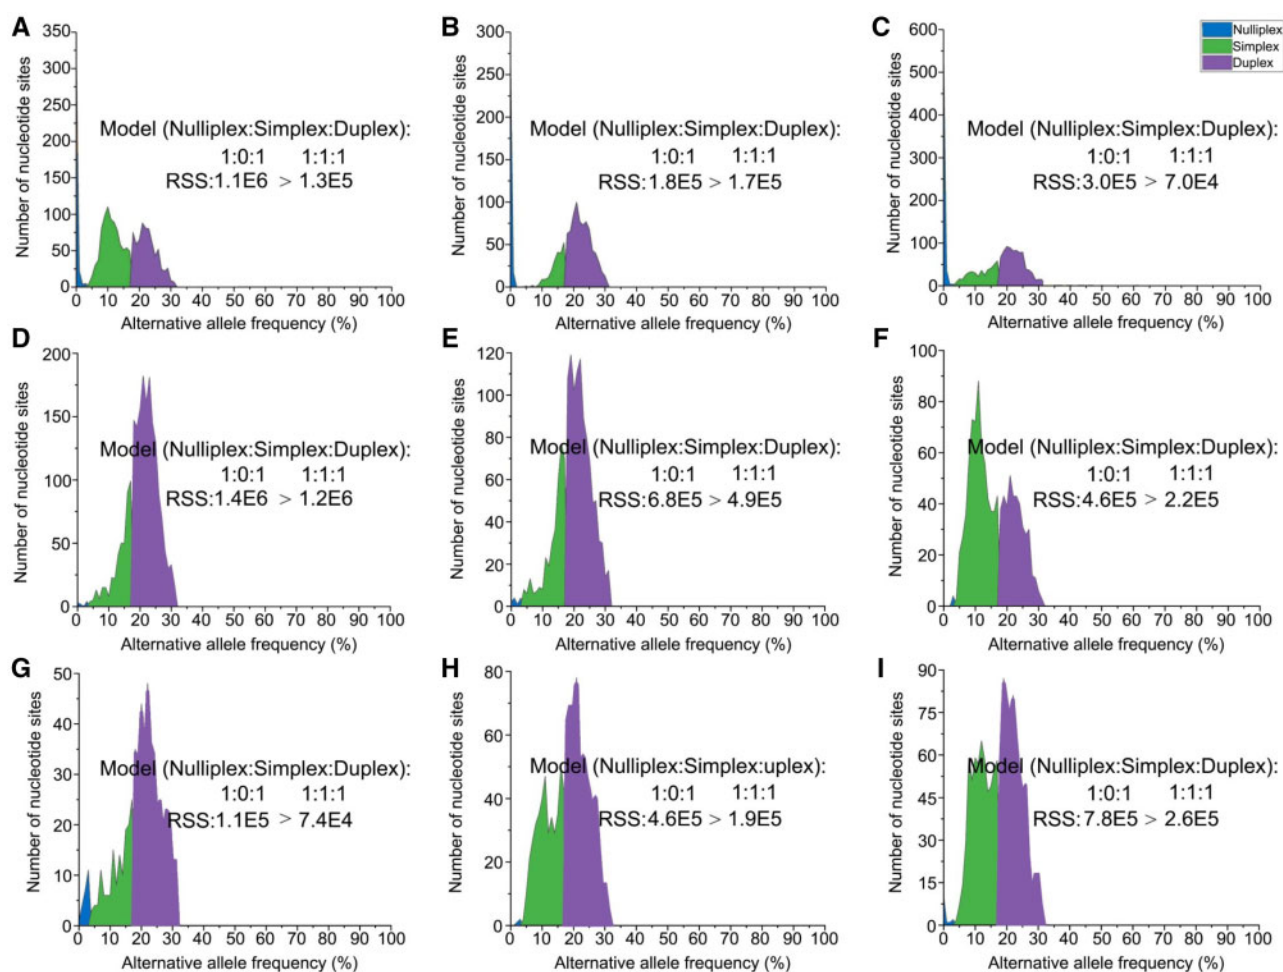 A
350
300
250
200
150
100
50
0
Number of nucleotide sites
Model (Nulliplex:Simplex:Duplex):
1:0:1 1:1:1
RSS:1.1E6 > 1.3E5
0 10 20 30 40 50 60 70 80 90 100
Alternative allele frequency (%)
B
300
250
200
150
100
50
0
Number of nucleotide sites
Model (Nulliplex:Simplex:Duplex):
1:0:1 1:1:1
RSS:1.8E5 > 1.7E5
0 10 20 30 40 50 60 70 80 90 100
Alternative allele frequency (%)
C
600
500
400
300
200
100
0
Number of nucleotide sites
Nulliplex
Simplex
Duplex
Model (Nulliplex:Simplex:Duplex):
1:0:1 1:1:1
RSS:3.0E5 > 7.0E4
0 10 20 30 40 50 60 70 80 90 100
Alternative allele frequency (%)
D
200
150
100
50
0
Number of nucleotide sites
Model (Nulliplex:Simplex:Duplex):
1:0:1 1:1:1
RSS:1.4E6 > 1.2E6
0 10 20 30 40 50 60 70 80 90 100
Alternative allele frequency (%)
E
120
100
80
60
40
20
0
Number of nucleotide sites
Model (Nulliplex:Simplex:Duplex):
1:0:1 1:1:1
RSS:6.8E5 > 4.9E5
0 10 20 30 40 50 60 70 80 90 100
Alternative allele frequency (%)
F
100
80
60
40
20
0
Number of nucleotide sites
Model (Nulliplex:Simplex:Duplex):
1:0:1 1:1:1
RSS:4.6E5 > 2.2E5
0 10 20 30 40 50 60 70 80 90 100
Alternative allele frequency (%)
G
50
40
30
20
10
0
Number of nucleotide sites
Model (Nulliplex:Simplex:Duplex):
1:0:1 1:1:1
RSS:1.1E5 > 7.4E4
0 10 20 30 40 50 60 70 80 90 100
Alternative allele frequency (%)
H
80
60
40
20
0
Number of nucleotide sites
Model (Nulliplex:Simplex:uplex):
1:0:1 1:1:1
RSS:4.6E5 > 1.9E5
0 10 20 30 40 50 60 70 80 90 100
Alternative allele frequency (%)
I
90
75
60
45
30
15
0
Number of nucleotide sites
Model (Nulliplex:Simplex:Duplex):
1:0:1 1:1:1
RSS:7.8E5 > 2.6E5
0 10 20 30 40 50 60 70 80 90 100
Alternative allele frequency (%)